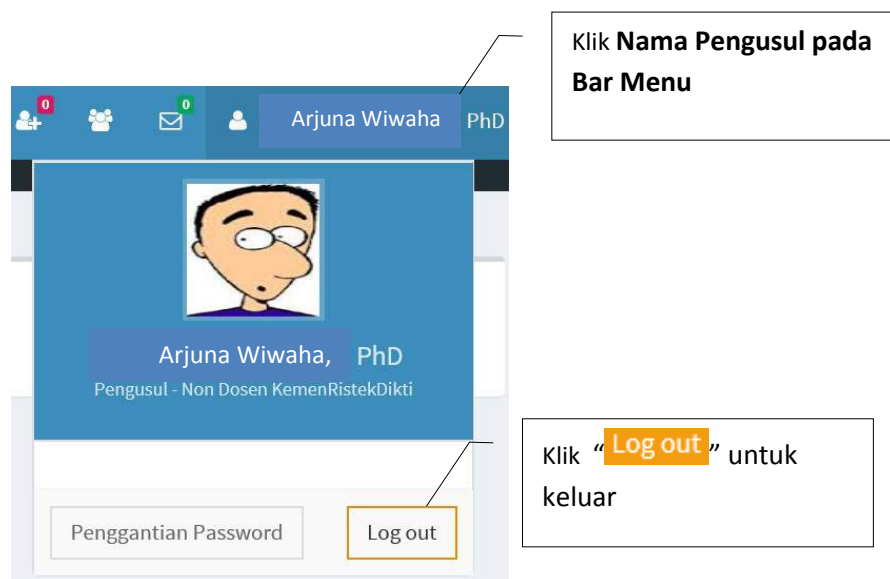 Klik Nama Pengusul pada
Bar Menu
0
0
Arjuna Wiwaha PhD
Arjuna Wiwaha, PhD
Pengusul - Non Dosen KemenRistekDikti
Klik “Log out” untuk
keluar
Penggantian Password
Log out